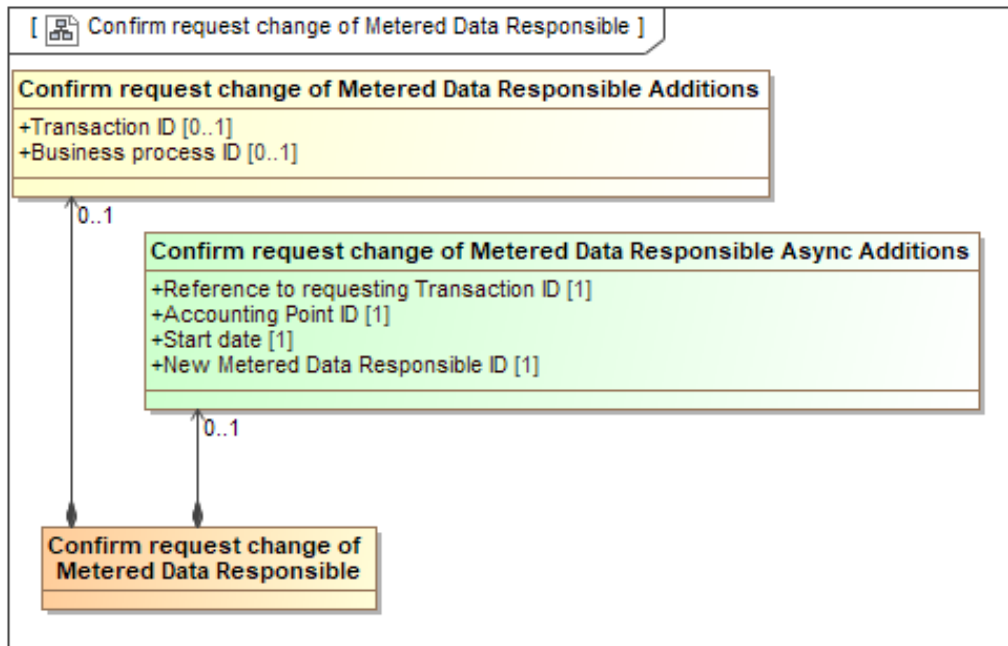 [ Confirm request change of Metered Data Responsible ]
Confirm request change of Metered Data Responsible Additions
+Transaction ID [0..1]
+Business process ID [0..1]
0..1
Confirm request change of Metered Data Responsible Async Additions
+Reference to requesting Transaction ID [1]
+Accounting Point ID [1]
+Start date [1]
+New Metered Data Responsible ID [1]
0..1
Confirm request change of
Metered Data Responsible